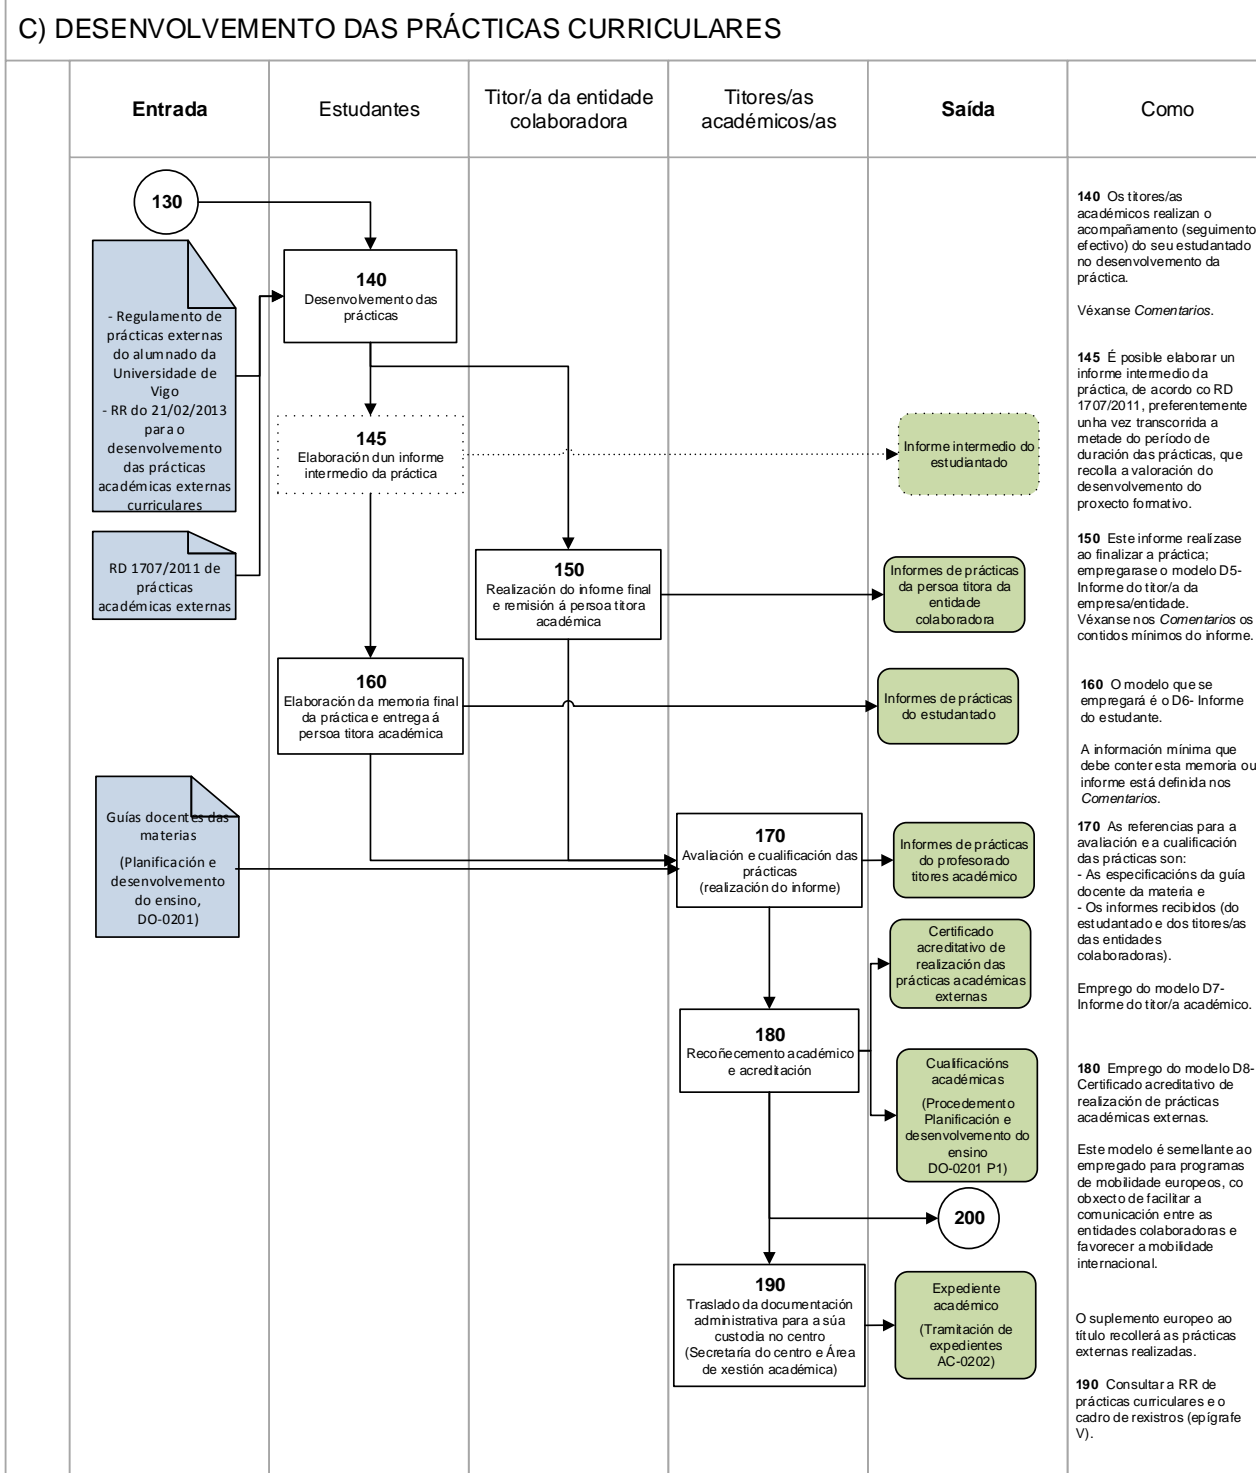 C) DESENVOLVEMENTO DAS PRÁCTICAS CURRICULARES
Entrada
Estudantes
Titor/a da entidade
colaboradora
Titores/as
académicos/as
Saída
Como
130
- Regulamento de
prácticas externas
do alumnado da
Universidade de
Vigo
- RR do 21/02/2013
para o
desenvolvemento
das prácticas
académicas externas
curriculares
RD 1707/2011 de
prácticas
académicas externas
Guías docentes das
materias
(Planificación e
desenvolvemento
do ensino,
DO-0201)
140
Desenvolvemento das
prácticas
145
Elaboración dun informe
intermedio da práctica
150
Realización do informe final
e remisión á persoa titora
académica
160
Elaboración da memoria final
da práctica e entrega á
persoa titora académica
170
Avaliación e cualificación das
prácticas
(realización do informe)
180
Recoñecemento académico
e acreditación
190
Traslado da documentación
administrativa para a súa
custodia no centro
(Secretaría do centro e Área
de xestión académica)
Informe intermedio do
estudiantado
Informes de prácticas
da persoa titora da
entidade
colaboradora
Informes de prácticas
do estudantado
Informes de prácticas
do profesorado
titores académico
Certificado
acreditativo de
realización das
prácticas académicas
externas
Cualificacións
académicas
(Procedemento
Planificación e
desenvolvemento do
ensino
DO-0201 P1)
200
Expediente
académico
(Tramitación de
expedientes
AC-0202)
140 Os titores/as
académicos realizan o
acompañamento (seguimento
efectivo) do seu estudantado
no desenvolvemento da
práctica.
Véxanse Comentarios.
145 É posible elaborar un
informe intermedio da
práctica, de acordo co RD
1707/2011, preferentemente
unha vez transcorrida a
metade do período de
duración das prácticas, que
recolla a valoración do
desenvolvemento do
proxecto formativo.
150 Este informe realízase
ao finalizar a práctica;
empregarase o modelo D5-
Informe do titor/a da
empresa/entidade.
Véxanse nos Comentarios os
contidos mínimos do informe.
160 O modelo que se
empregará é o D6- Informe
do estudante.
A información mínima que
debe conter esta memoria ou
informe está definida nos
Comentarios.
170 As referencias para a
avaliación e a cualificación
das prácticas son:
- As especificacións da guía
docente da materia e
- Os informes recibidos (do
estudantado e dos titores/as
das entidades
colaboradoras).
Emprego do modelo D7-
Informe do titor/a académico.
180 Emprego do modelo D8-
Certificado acreditativo de
realización de prácticas
académicas externas.
Este modelo é semellante ao
empregado para programas
de mobilidade europeos, co
obxecto de facilitar a
comunicación entre as
entidades colaboradoras e
favorecer a mobilidade
internacional.
O suplemento europeo ao
título recollerá as prácticas
externas realizadas.
190 Consultar a RR de
prácticas curriculares e o
cadro de rexistros (epígrafe
V).